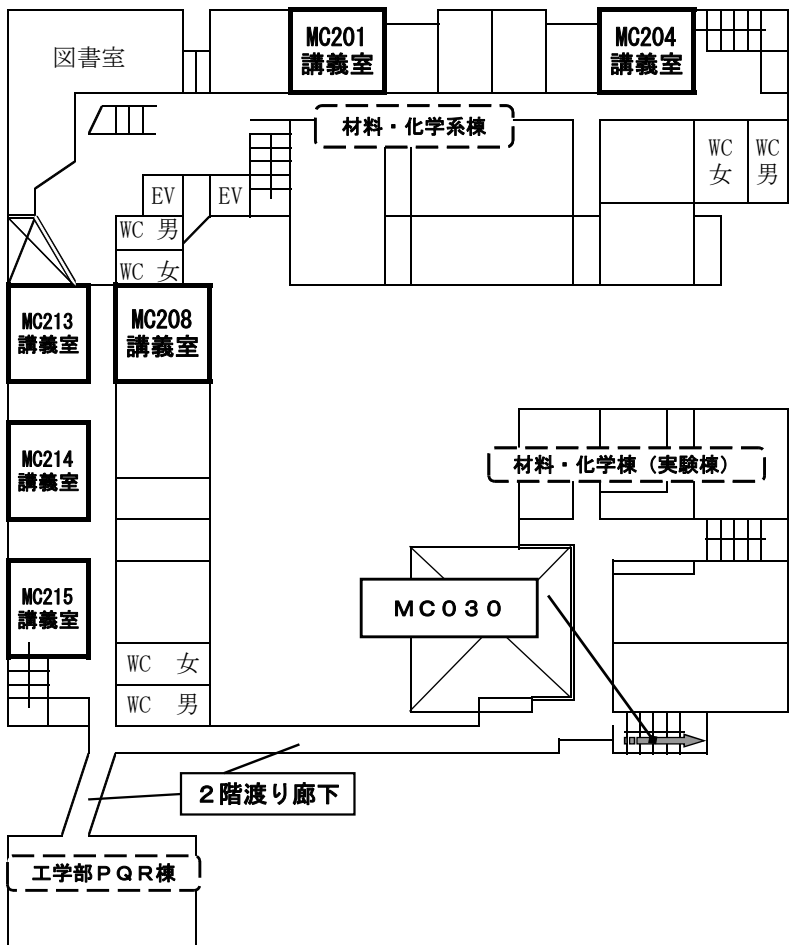 図書室
MC201
講義室
MC204
講義室
材料・化学系棟
WC
女
WC
男
EV
EV
WC 男
WC 女
MC213
講義室
MC208
講義室
MC214
講義室
材料・化学棟（実験棟）
MC215
講義室
ＭＣ０３０
WC 女
WC 男
２階渡り廊下
工学部ＰＱＲ棟